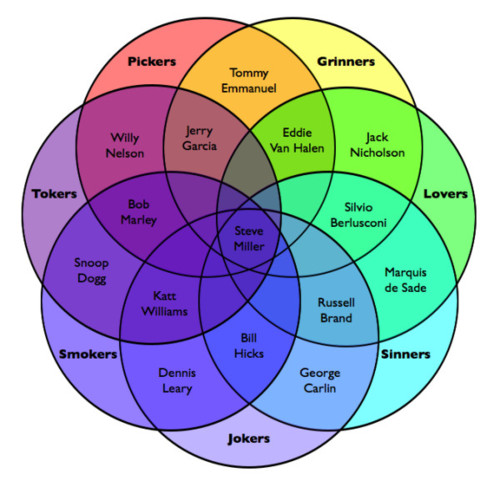 Pickers
Grinners
Tommy
Emmanuel
Willy
Nelson
Jerry
Garcia
Eddie
Van Halen
Jack
Nicholson
Tokers
Lovers
Bob
Marley
Silvio
Berlusconi
Steve
Miller
Snoop
Dogg
Marquis
de Sade
Katt
Williams
Russell
Brand
Smokers
Bill
Hicks
Sinners
Dennis
Leary
George
Carlin
Jokers